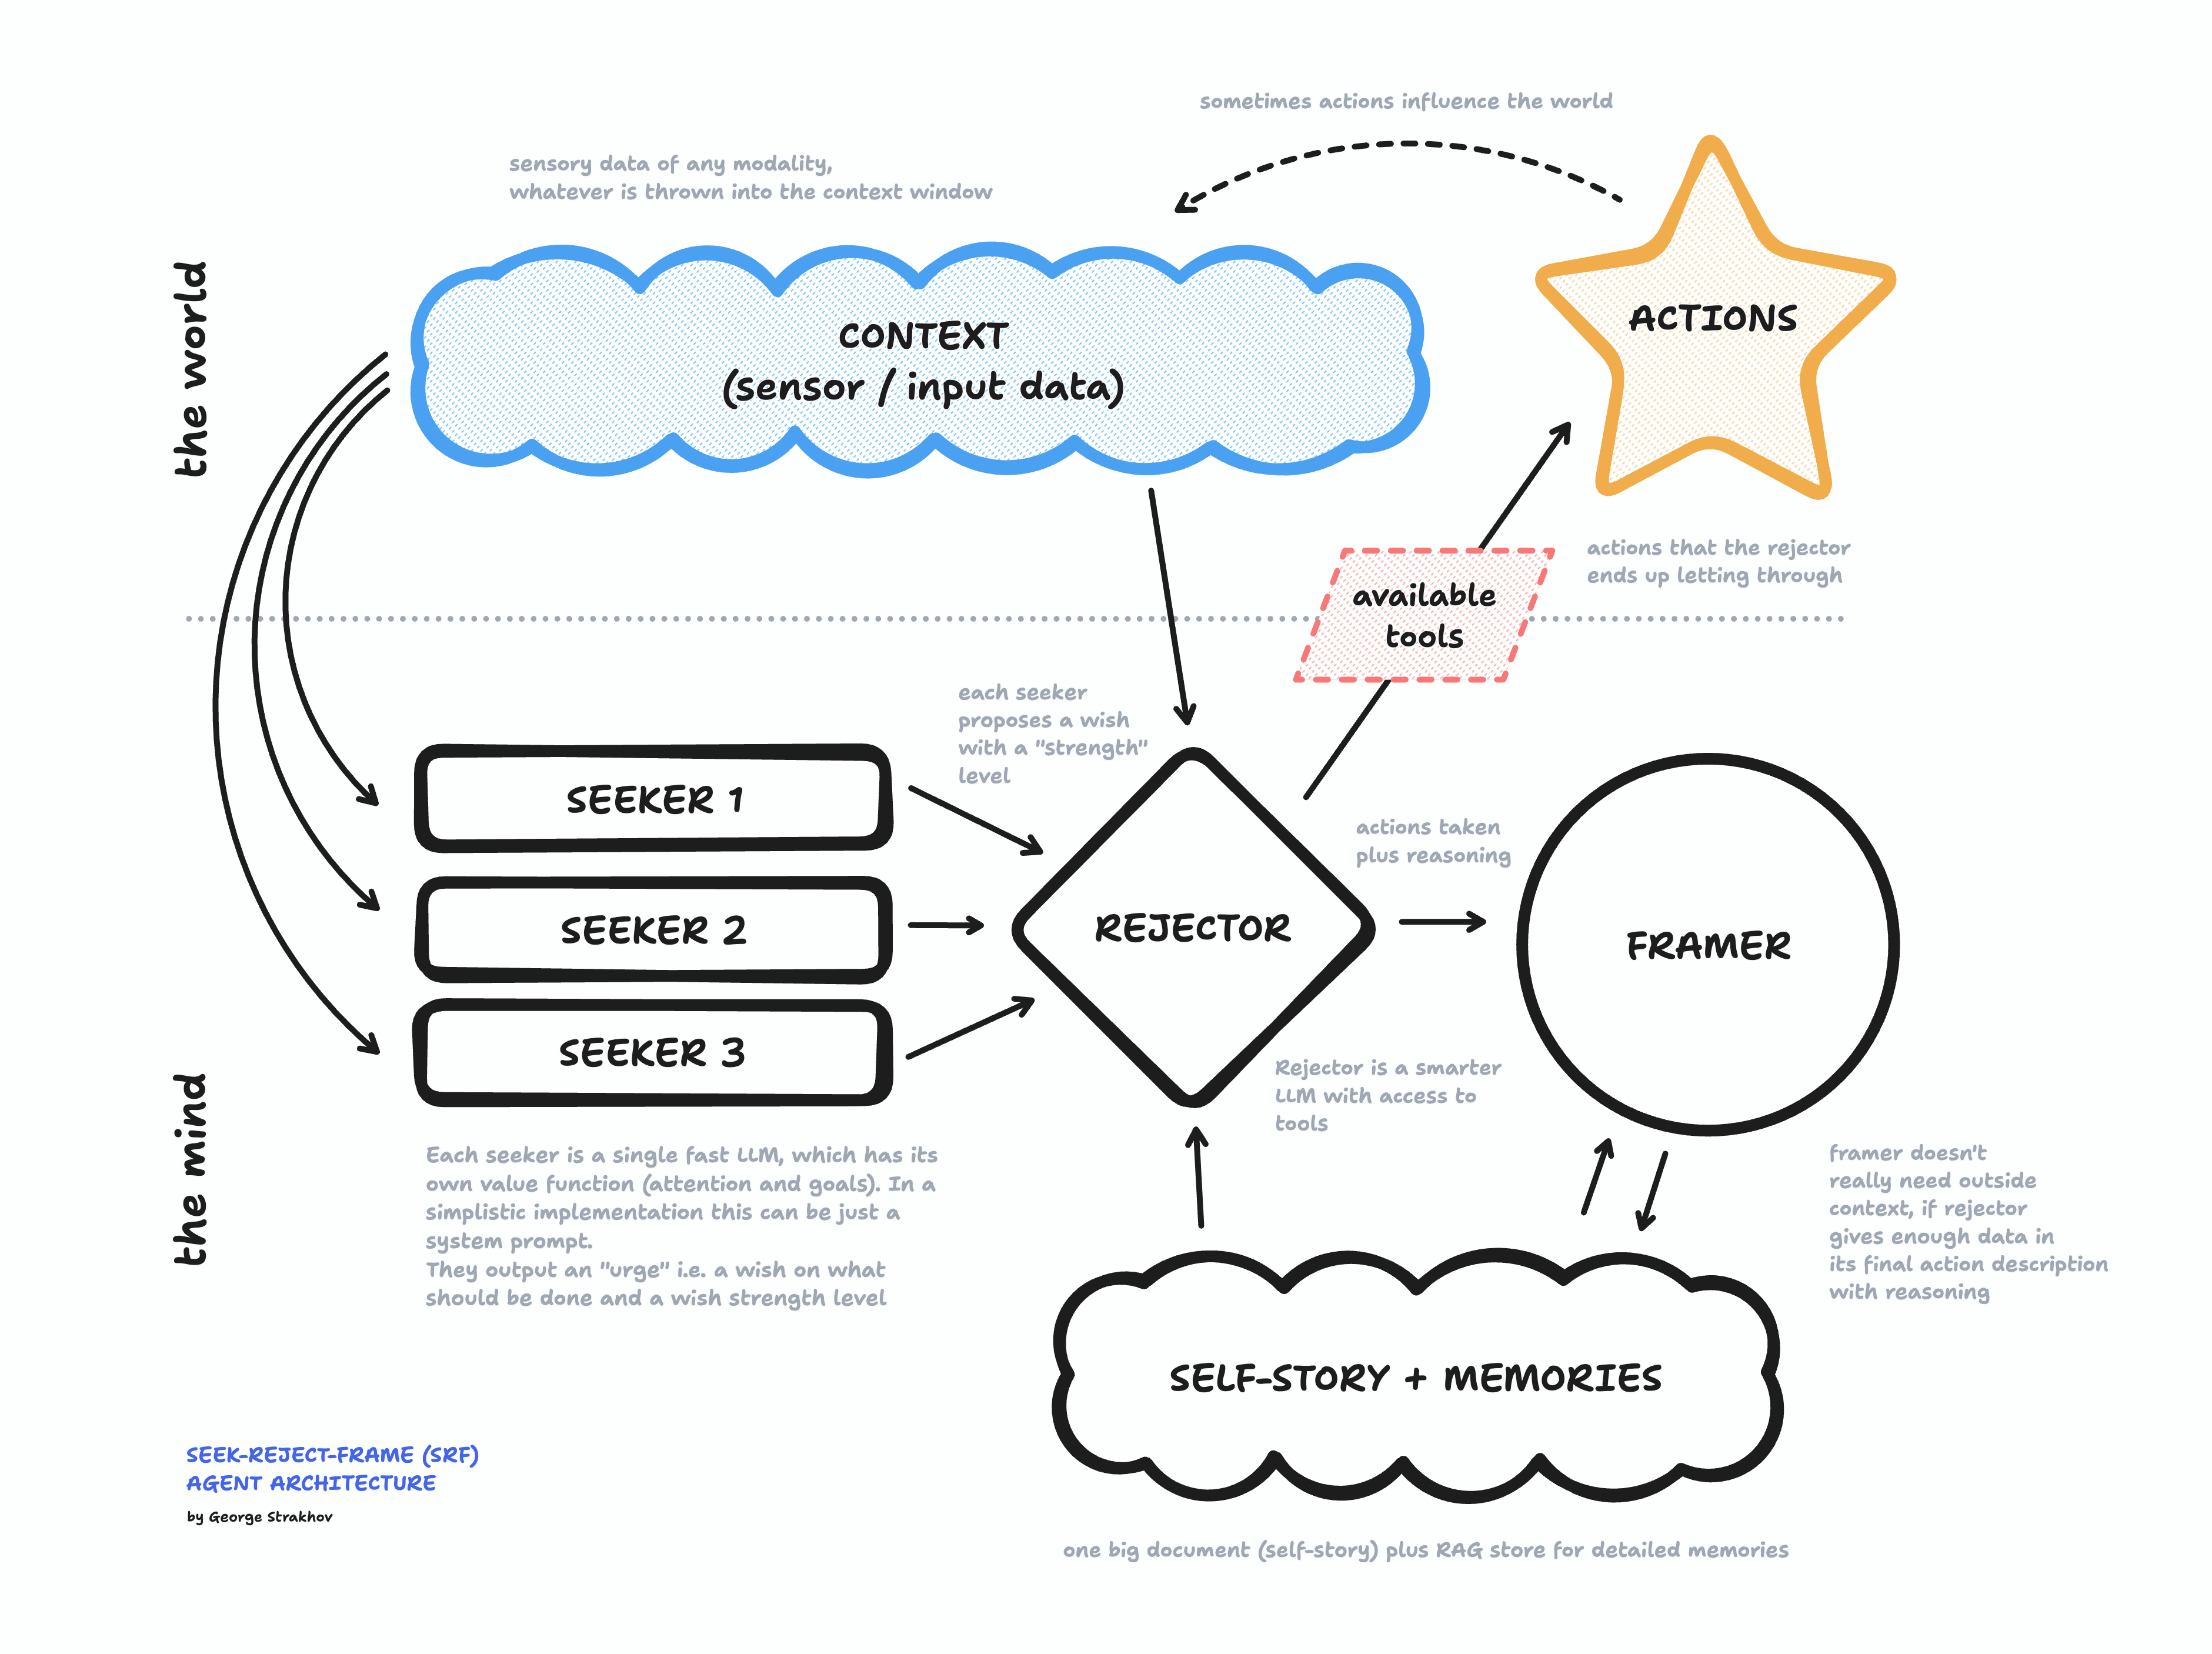 sometimes actions influence the world
sensory data of any modality,
whatever is thrown into the context window
the world
CONTEXT
(sensor / input data)
ACTIONS
actions that the rejector
ends up letting through
available
tools
each seeker
proposes a wish
with a "strength"
level
the mind
SEEKER 1
SEEKER 2
SEEKER 3
REJECTOR
actions taken
plus reasoning
FRAMER
Rejector is a smarter
LLM with access to
tools
Each seeker is a single fast LLM, which has its
own value function (attention and goals). In a
simplistic implementation this can be just a
system prompt.
They output an "urge" i.e. a wish on what
should be done and a wish strength level
framer doesn't
really need outside
context, if rejector
gives enough data in
its final action description
with reasoning
SELF-STORY + MEMORIES
one big document (self-story) plus RAG store for detailed memories
SEEK-REJECT-FRAME (SRF)
AGENT ARCHITECTURE
by George Strakhov